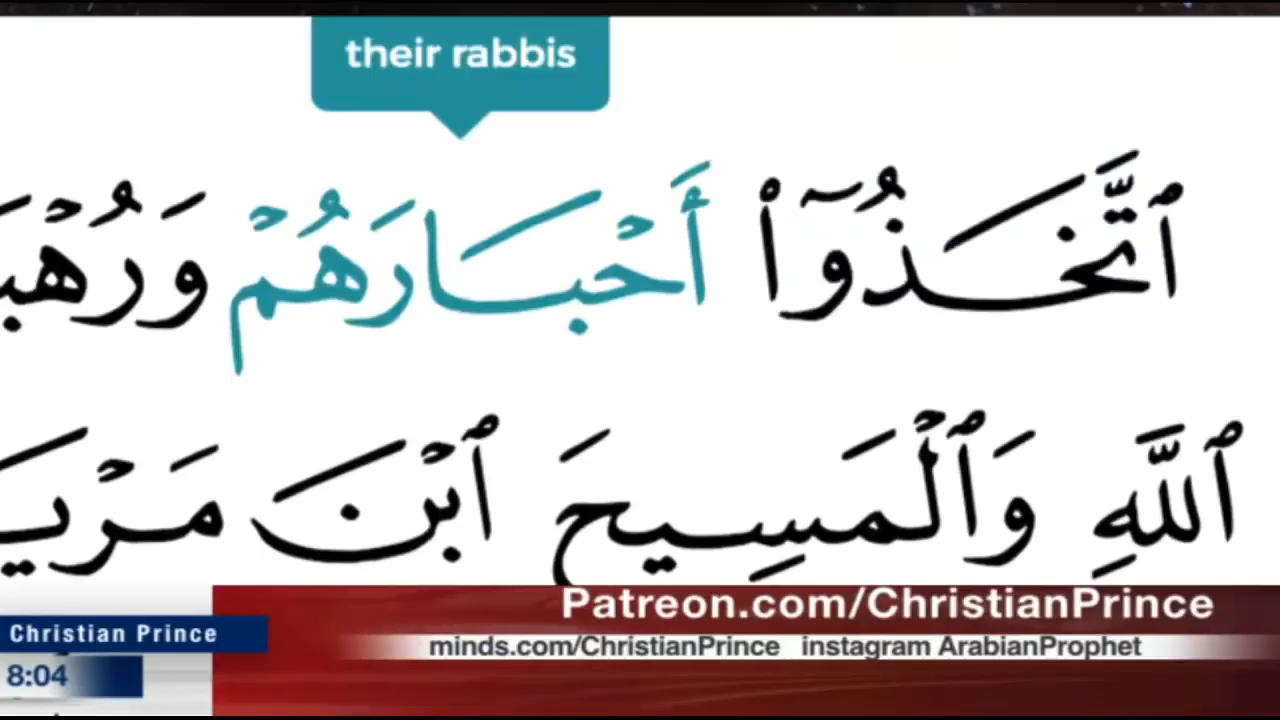 their rabbis
ٱتَّخَذُوٓا۟ أَحْبَارَهُمْ
ٱللَّهِ وَٱلْمَسِيحَ ٱبْنَ
Patreon.com/ChristianPrince
Christian Prince
minds.com/ChristianPrince instagram ArabianProphet
8:04